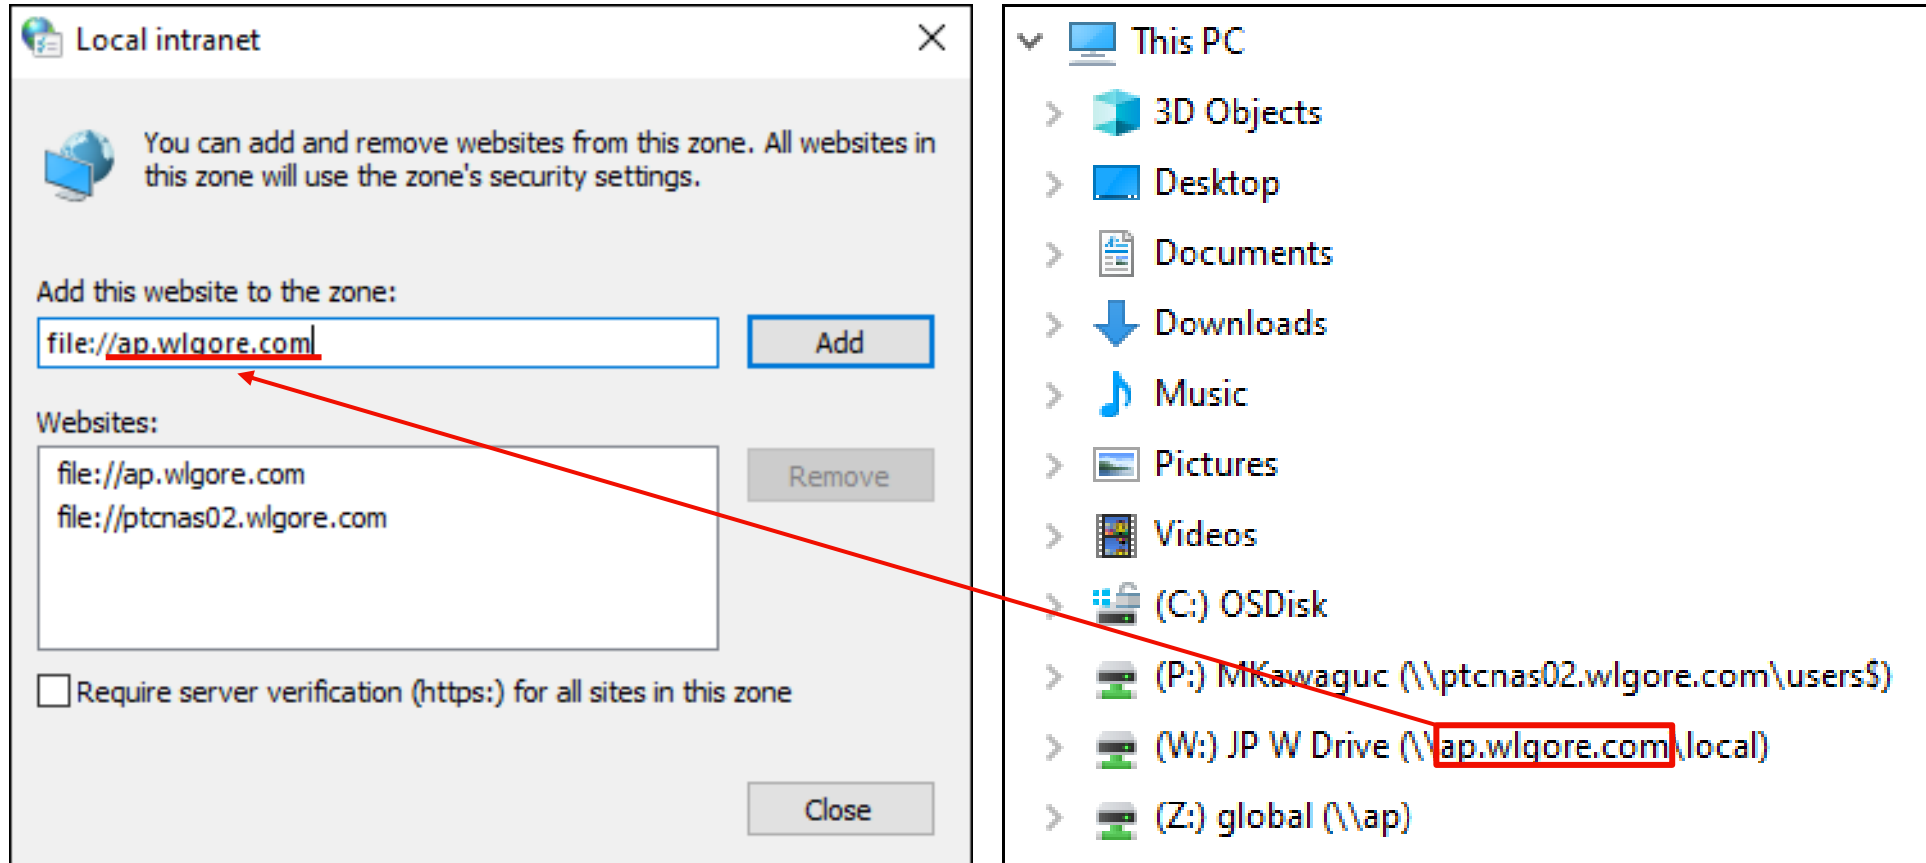 Local intranet
You can add and remove websites from this zone. All websites in
this zone will use the zone's security settings.
Add this website to the zone:
file://ap.wlgore.com
Add
Websites:
file://ap.wlgore.com
file://ptcnas02.wlgore.com
Remove
Require server verification (https:) for all sites in this zone
Close
This PC
3D Objects
Desktop
Documents
Downloads
Music
Pictures
Videos
(C:) OSDisk
(P:) MKawaguc (\\ptcnas02.wlgore.com\users$)
(W:) JP W Drive (\\ap.wlgore.com\local)
(Z:) global (\\ap)